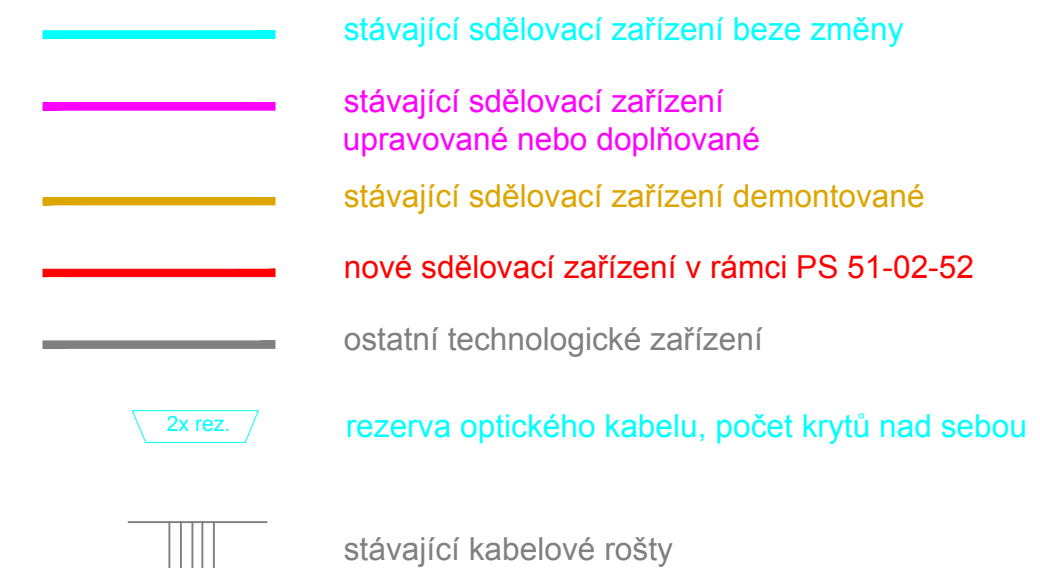 stávající sdělovací zařízení beze změny
stávající sdělovací zařízení
upravované nebo doplňované
stávající sdělovací zařízení demontované
nové sdělovací zařízení v rámci PS 51-02-52
ostatní technologické zařízení
2x rez.
rezerva optického kabelu, počet krytů nad sebou
stávající kabelové rošty